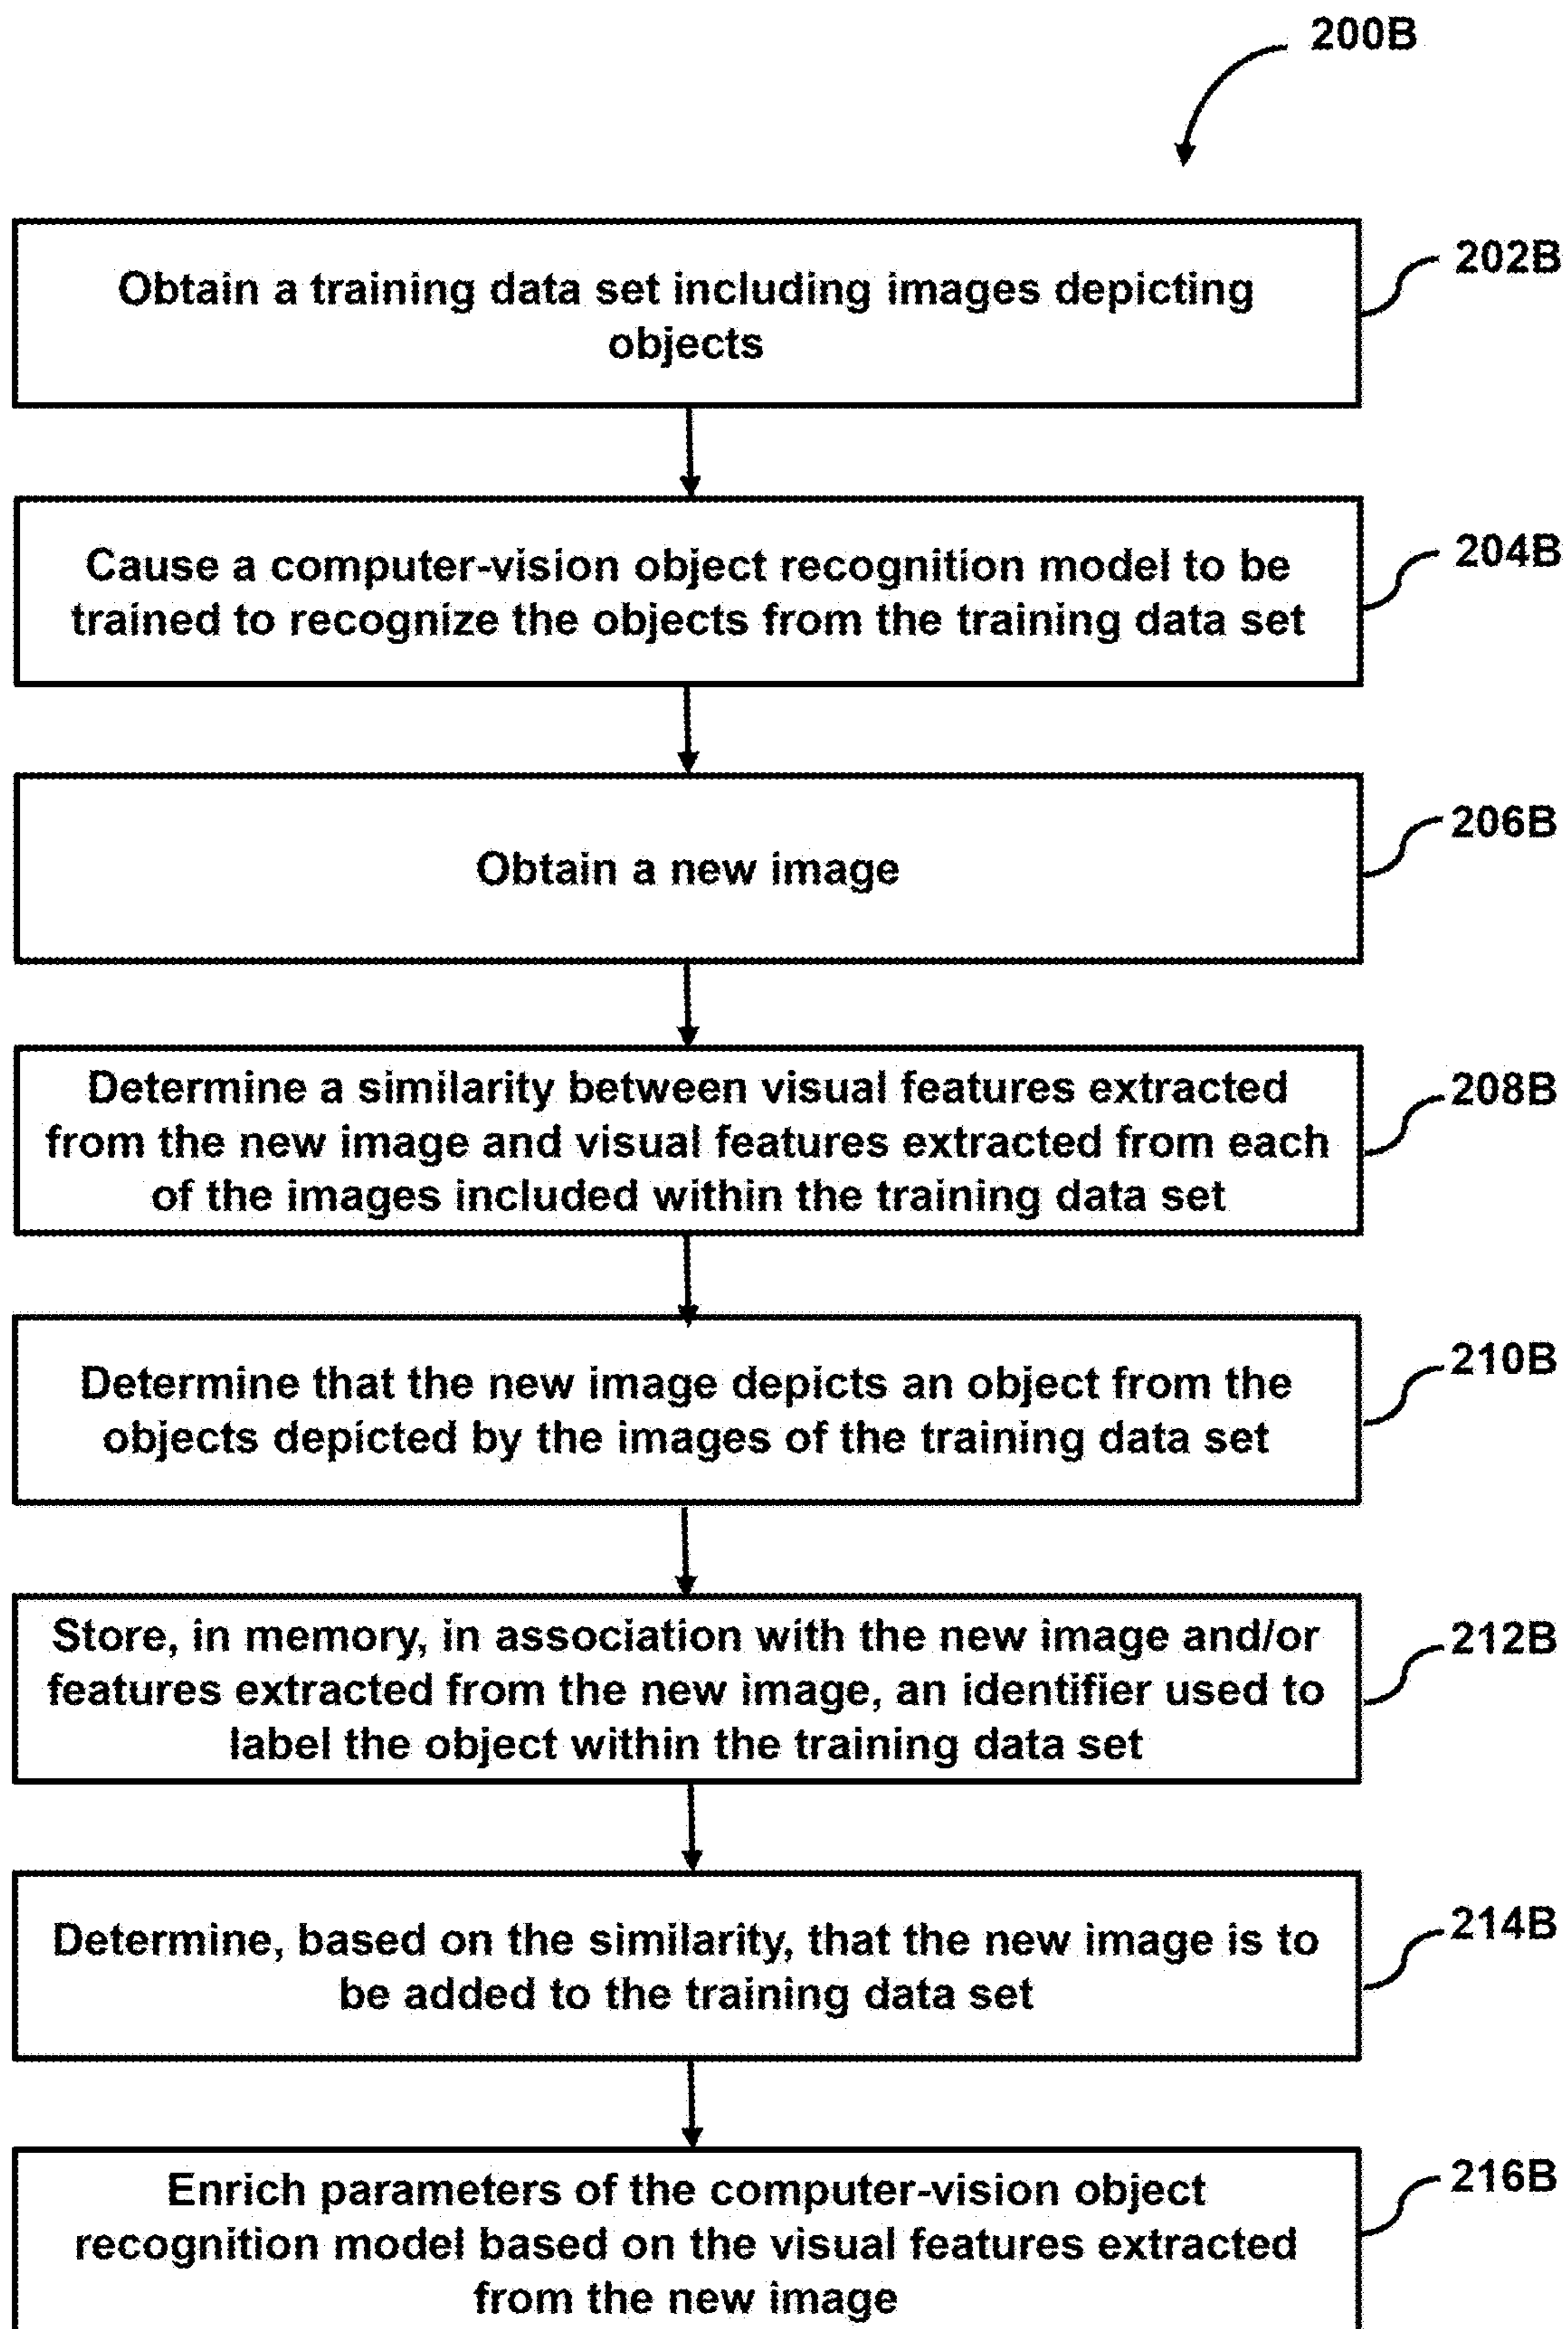 200B
Obtain a training data set including images depicting
objects
202B
Cause a computer-vision object recognition model to be
trained to recognize the objects from the training data set
204B
Obtain a new image
206B
Determine a similarity between visual features extracted
from the new image and visual features extracted from each
of the images included within the training data set
208B
Determine that the new image depicts an object from the
objects depicted by the images of the training data set
210B
Store, in memory, in association with the new image and/or
features extracted from the new image, an identifier used to
label the object within the training data set
212B
Determine, based on the similarity, that the new image is to
be added to the training data set
214B
Enrich parameters of the computer-vision object
recognition model based on the visual features extracted
from the new image
216B